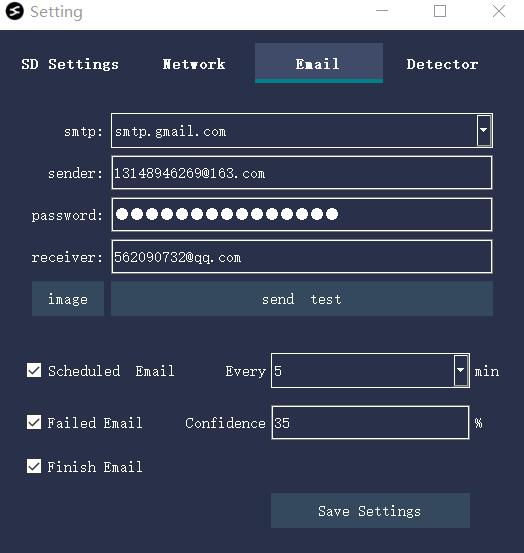 Setting
SD Settings Network Email Detector
smtp: smtp.gmail.com
sender: 13148946269@163.com
password: ●●●●●●●●●●●●●●●
receiver: 562090732@qq.com
image send test
Scheduled Email Every 5 min
Failed Email Confidence 35 %
Finish Email
Save Settings